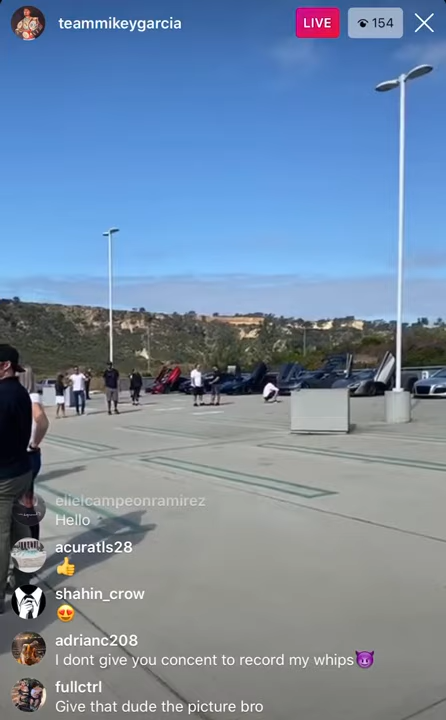 teammikeygarcia
LIVE
154
elielcampeonramirez
Hello
acuratls28
👍
shahin_crow
😍
adrianc208
I dont give you concent to record my whips😈
fullctrl
Give that dude the picture bro